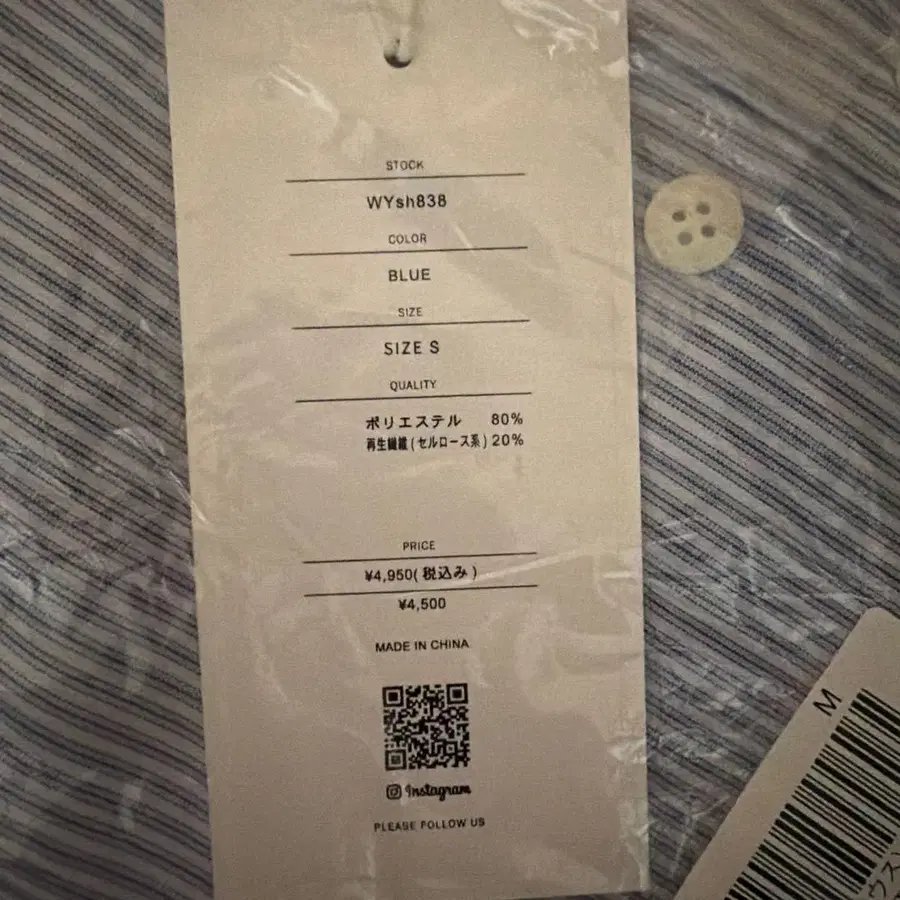 STOCK
WYsh838
COLOR
BLUE
SIZE
SIZE S
QUALITY
ポリエステル 80%
再生繊維(セルロース系)20%
PRICE
¥4,950(税込み)
¥4,500
MADE IN CHINA
Instagram
PLEASE FOLLOW US
M
ウス